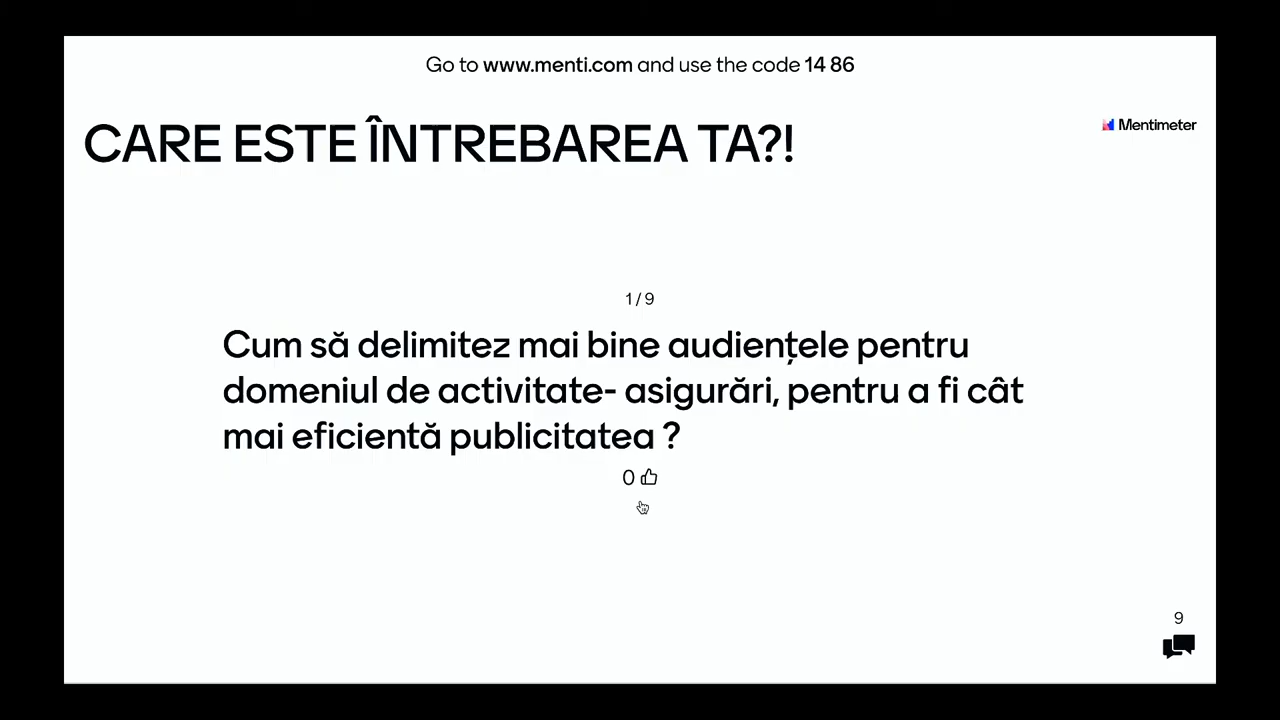 Go to www.menti.com and use the code 14 86
CARE ESTE ÎNTREBAREA TA?!
Mentimeter
1 / 9
Cum să delimitez mai bine audiențele pentru
domeniul de activitate- asigurări, pentru a fi cât
mai eficientă publicitatea ?
0
9